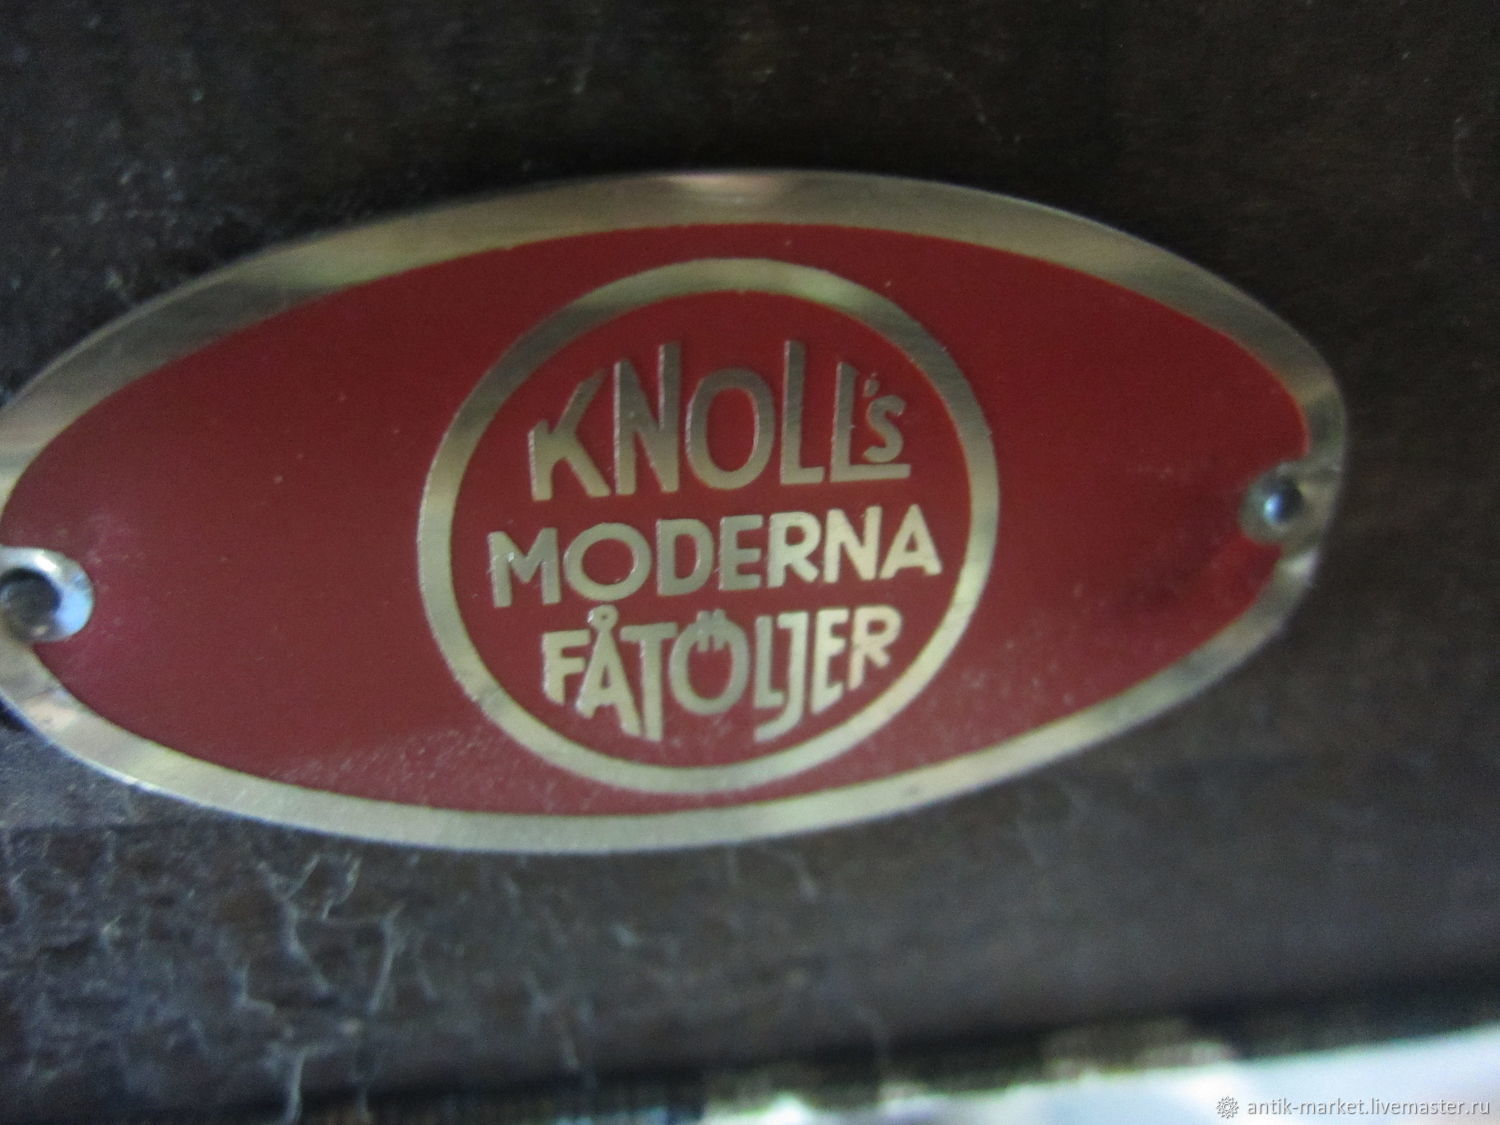 KNOLL's
MODERNA
FÅTÖLJER
antik-market.livemaster.ru